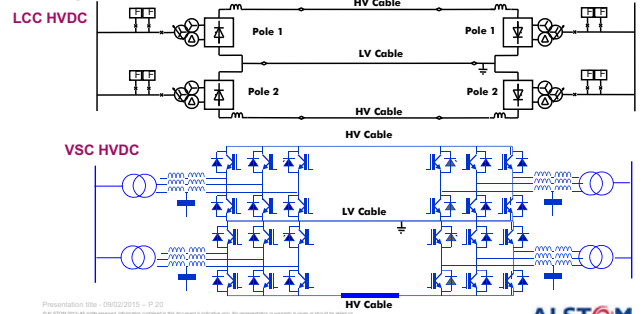 HV Cable
LCC HVDC
F F
F F
Pole 1
Pole 1
LV Cable
F F
F F
Pole 2
Pole 2
HV Cable
HV Cable
VSC HVDC
LV Cable
HV Cable
Presentation title - 09/02/2015 – P 20
ALSTOM